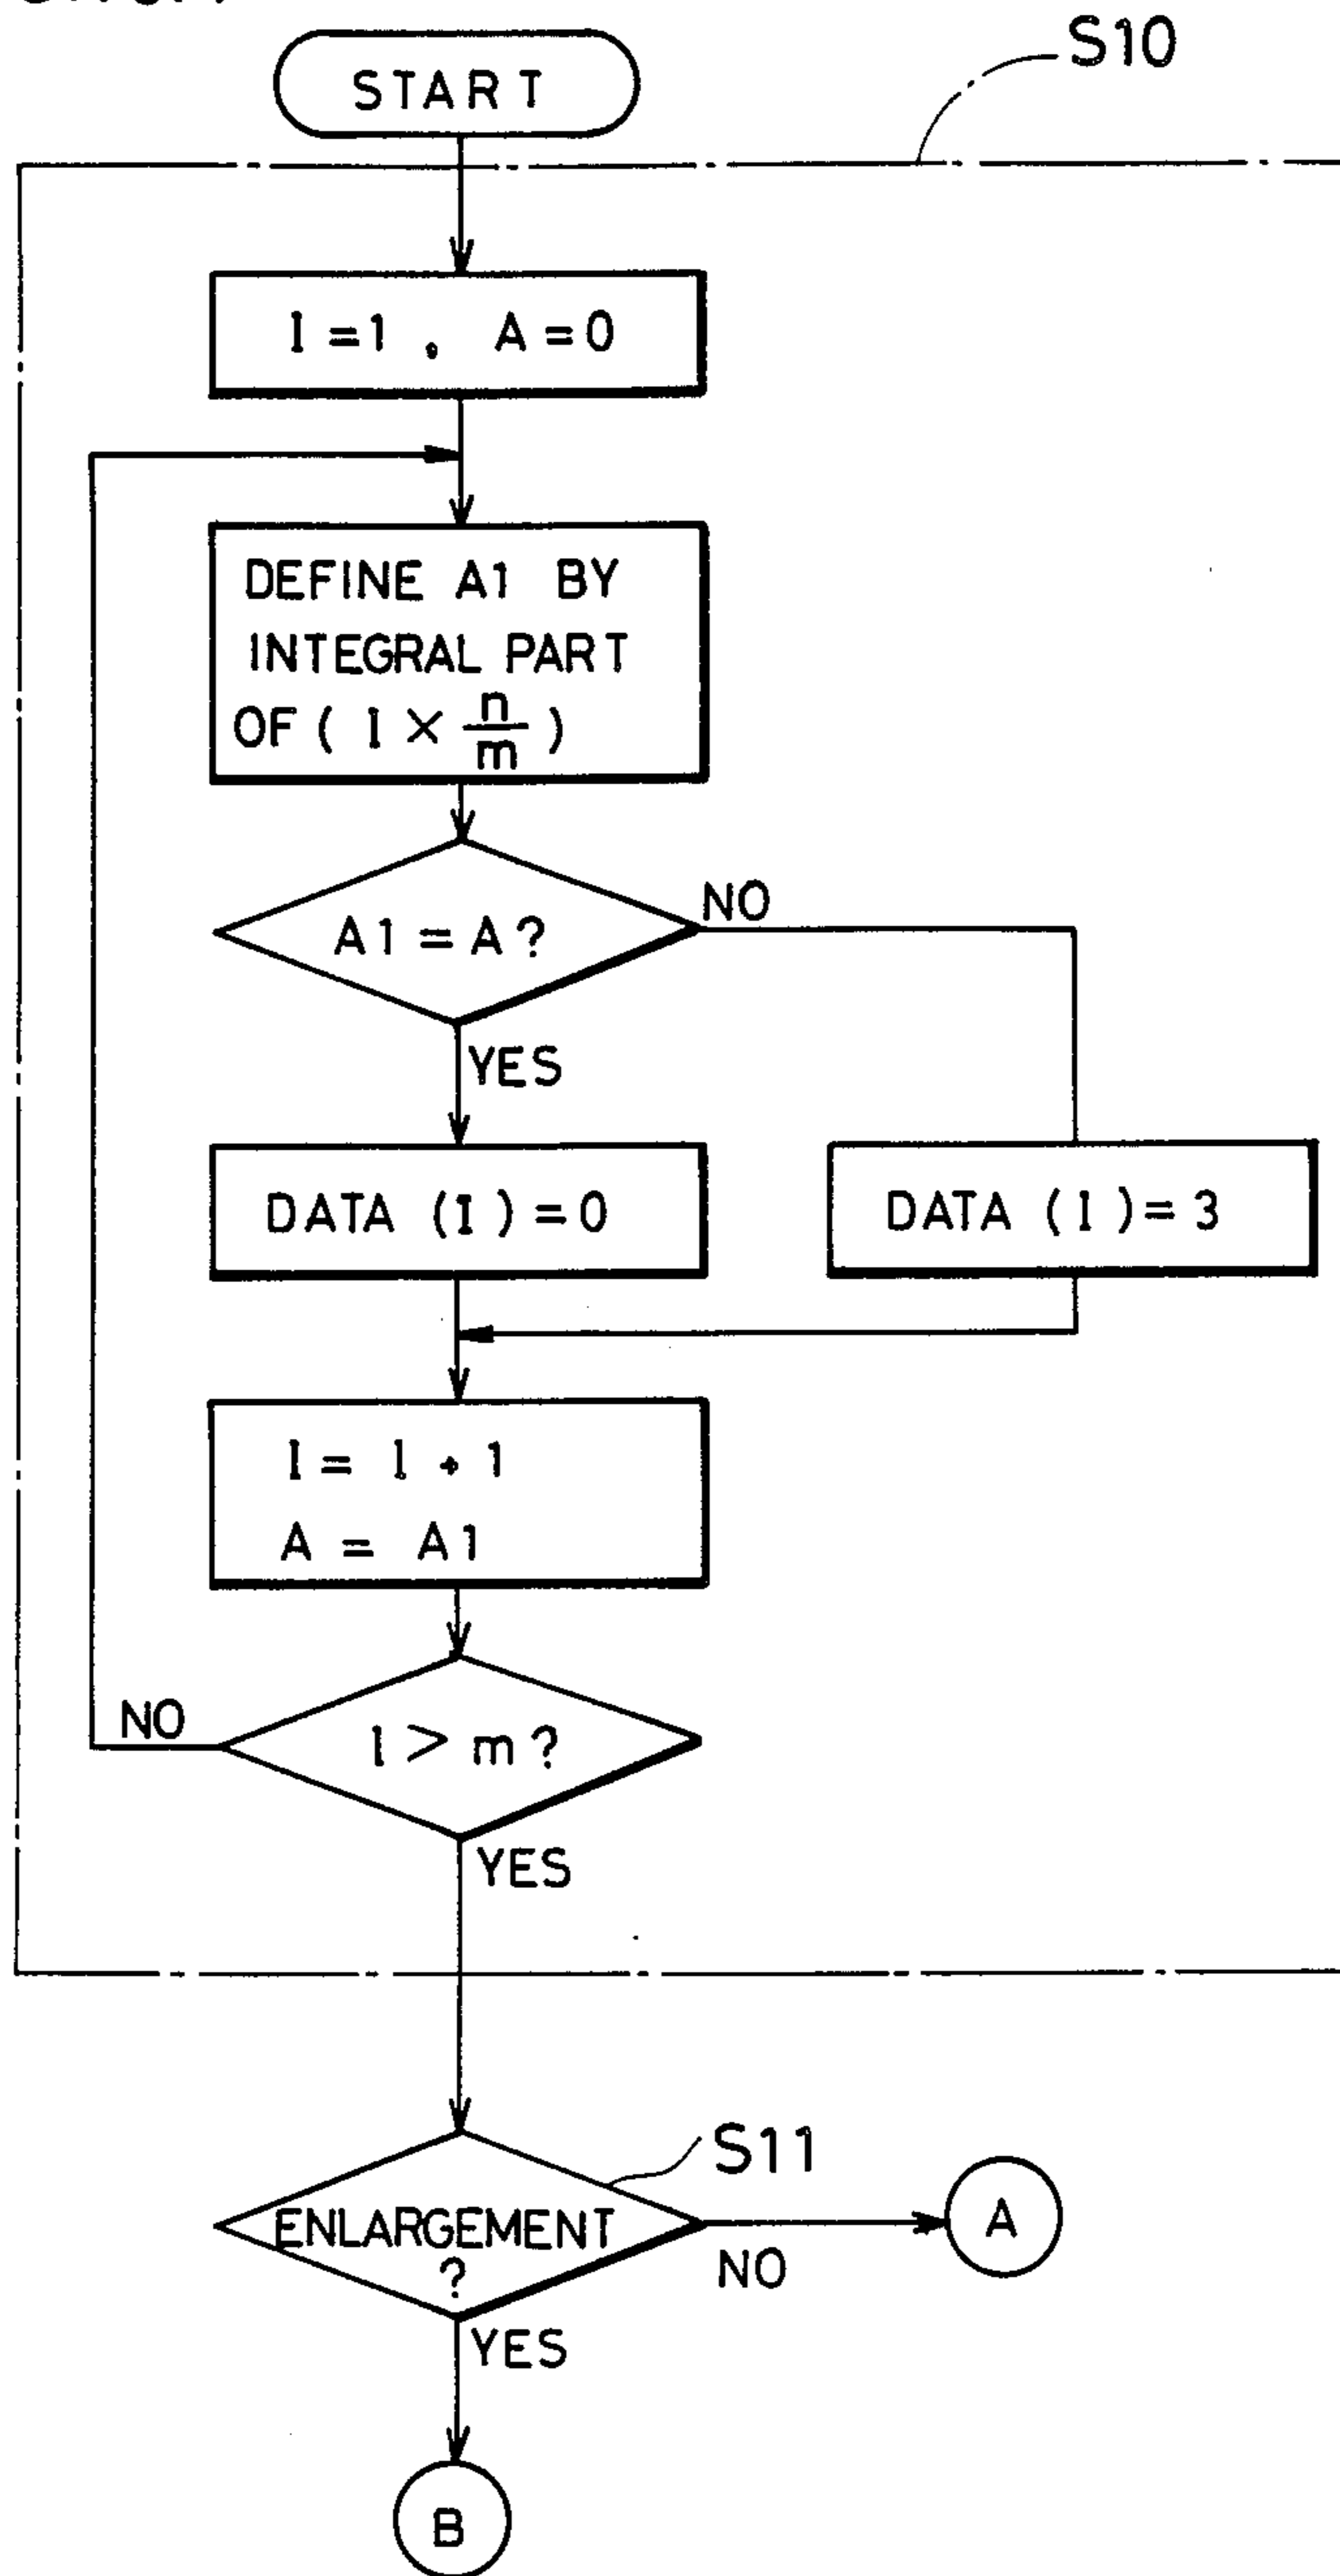 S10
START
I = 1 , A = 0
DEFINE A1 BY
INTEGRAL PART
OF ( I × n/m )
A1 = A ?
NO
YES
DATA (I) = 0
DATA (I) = 3
I = I + 1
A = A1
NO
I > m ?
YES
S11
ENLARGEMENT
?
NO
A
YES
B